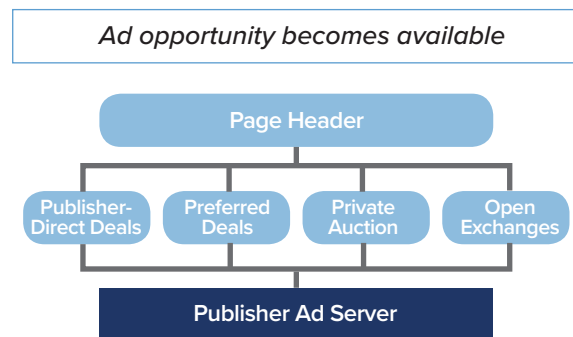 Ad opportunity becomes available
Page Header
Publisher-
Direct Deals
Preferred
Deals
Private
Auction
Open
Exchanges
Publisher Ad Server